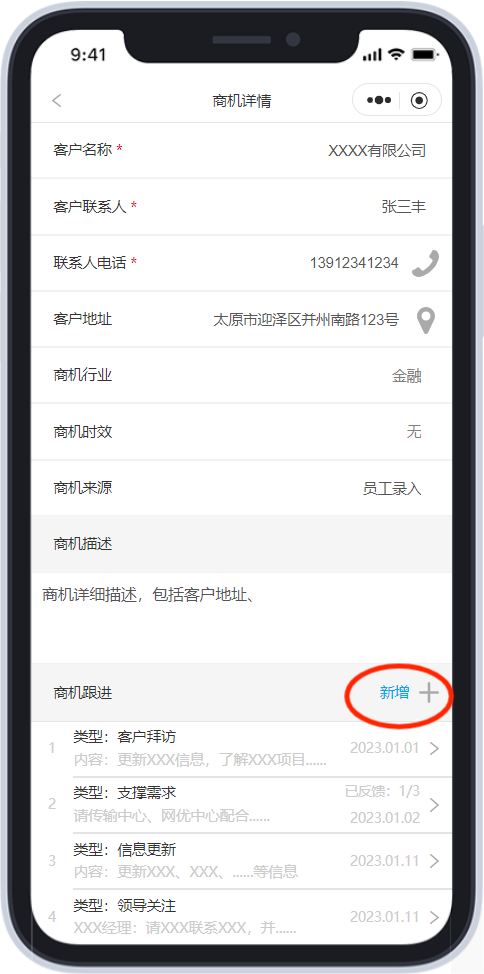 9:41
商机详情
客户名称 * XXXX有限公司
客户联系人 * 张三丰
联系人电话 * 13912341234
客户地址 太原市迎泽区并州南路123号
商机行业 金融
商机时效 无
商机来源 员工录入
商机描述
商机详细描述，包括客户地址、
商机跟进 新增
1 类型：客户拜访 2023.01.01
内容：更新XXX信息，了解XXX项目......
2 类型：支撑需求 已反馈：1/3
请传输中心、网优中心配合...... 2023.01.02
3 类型：信息更新 2023.01.11
内容：更新XXX、XXX、......等信息
4 类型：领导关注 2023.01.11
XXX经理：请XXX联系XXX，并......